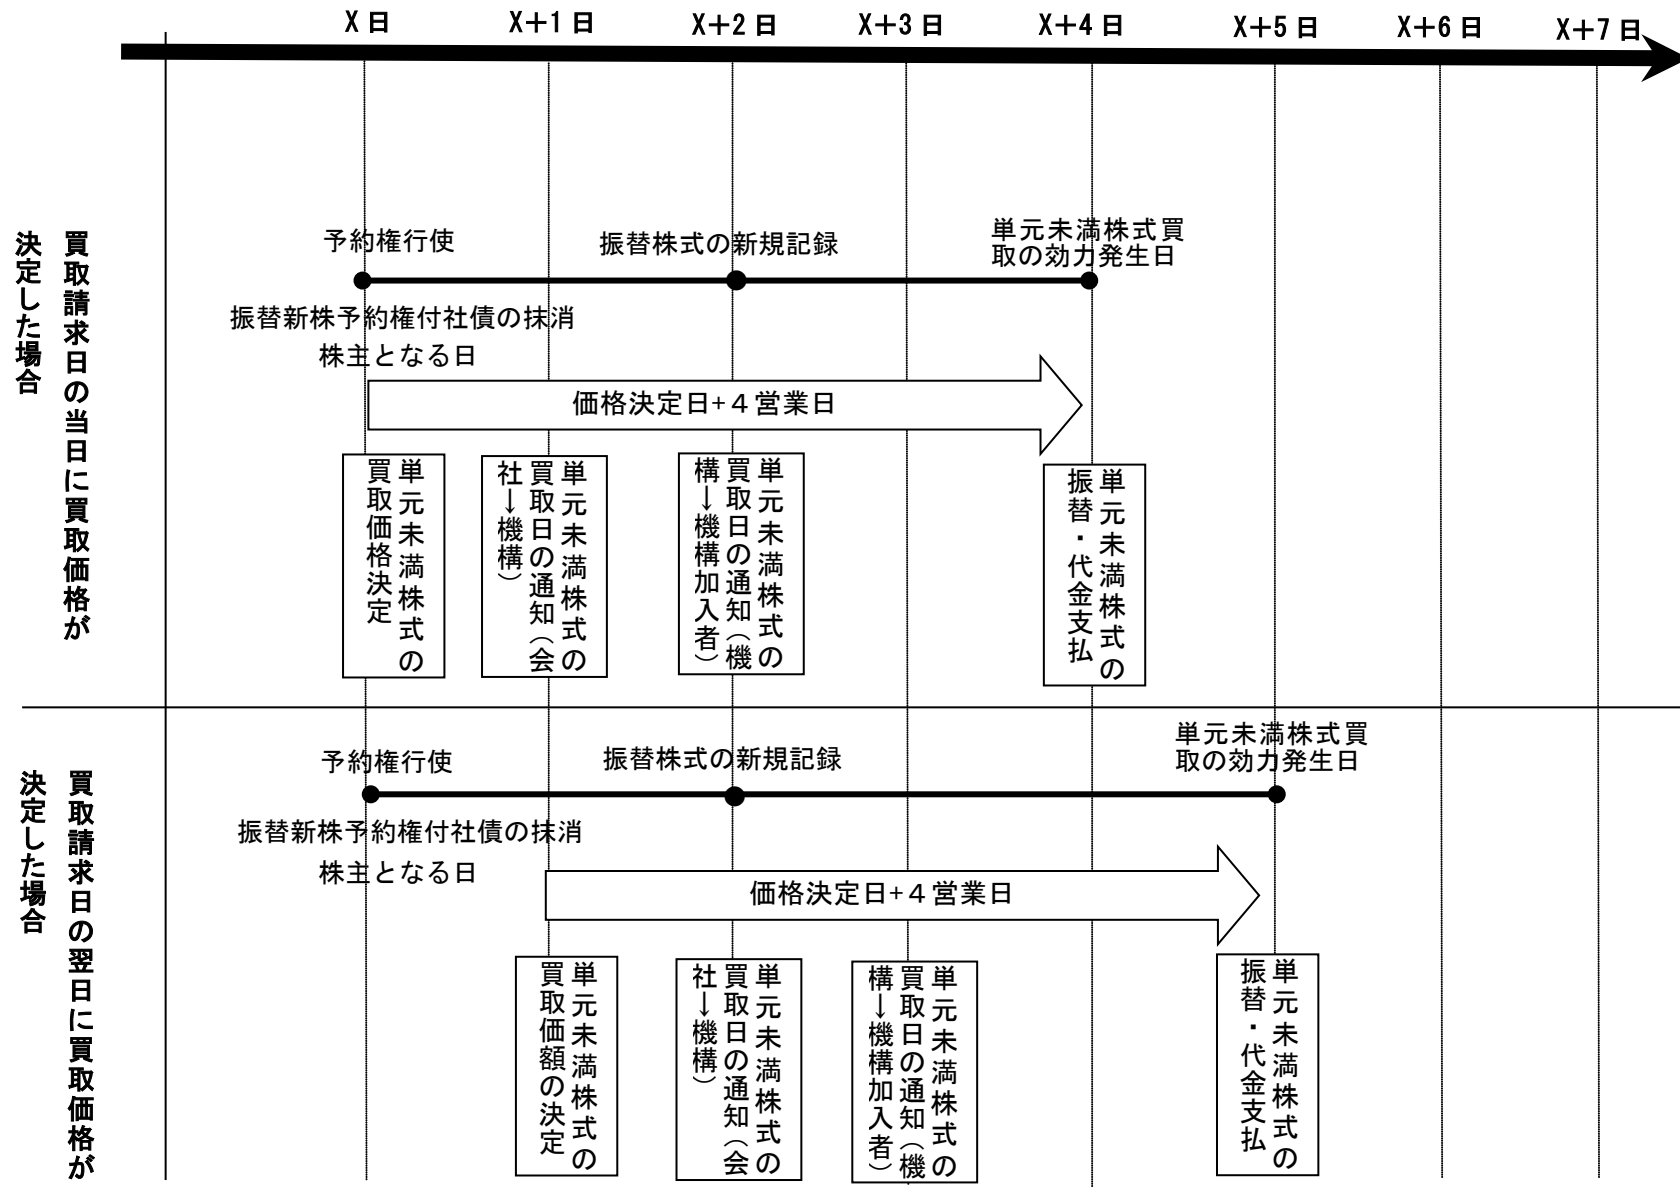 X 日
X＋1 日
X＋2 日
X＋3 日
X＋4 日
X＋5 日
X＋6 日
X＋7 日
買取請求日の当日に買取価格が
決定した場合
予約権行使
振替株式の新規記録
単元未満株式買
取の効力発生日
振替新株予約権付社債の抹消
株主となる日
価格決定日+４営業日
単元未満株式の
買取価格決定
単元未満株式の
買取日の通知（会
社→機構）
単元未満株式の
買取日の通知（機
構→機構加入者）
単元未満株式の
振替・代金支払
買取請求日の翌日に買取価格が
決定した場合
予約権行使
振替株式の新規記録
単元未満株式買
取の効力発生日
振替新株予約権付社債の抹消
株主となる日
価格決定日+４営業日
単元未満株式の
買取価額の決定
単元未満株式の
買取日の通知（会
社→機構）
単元未満株式の
買取日の通知（機
構→機構加入者）
単元未満株式の
振替・代金支払